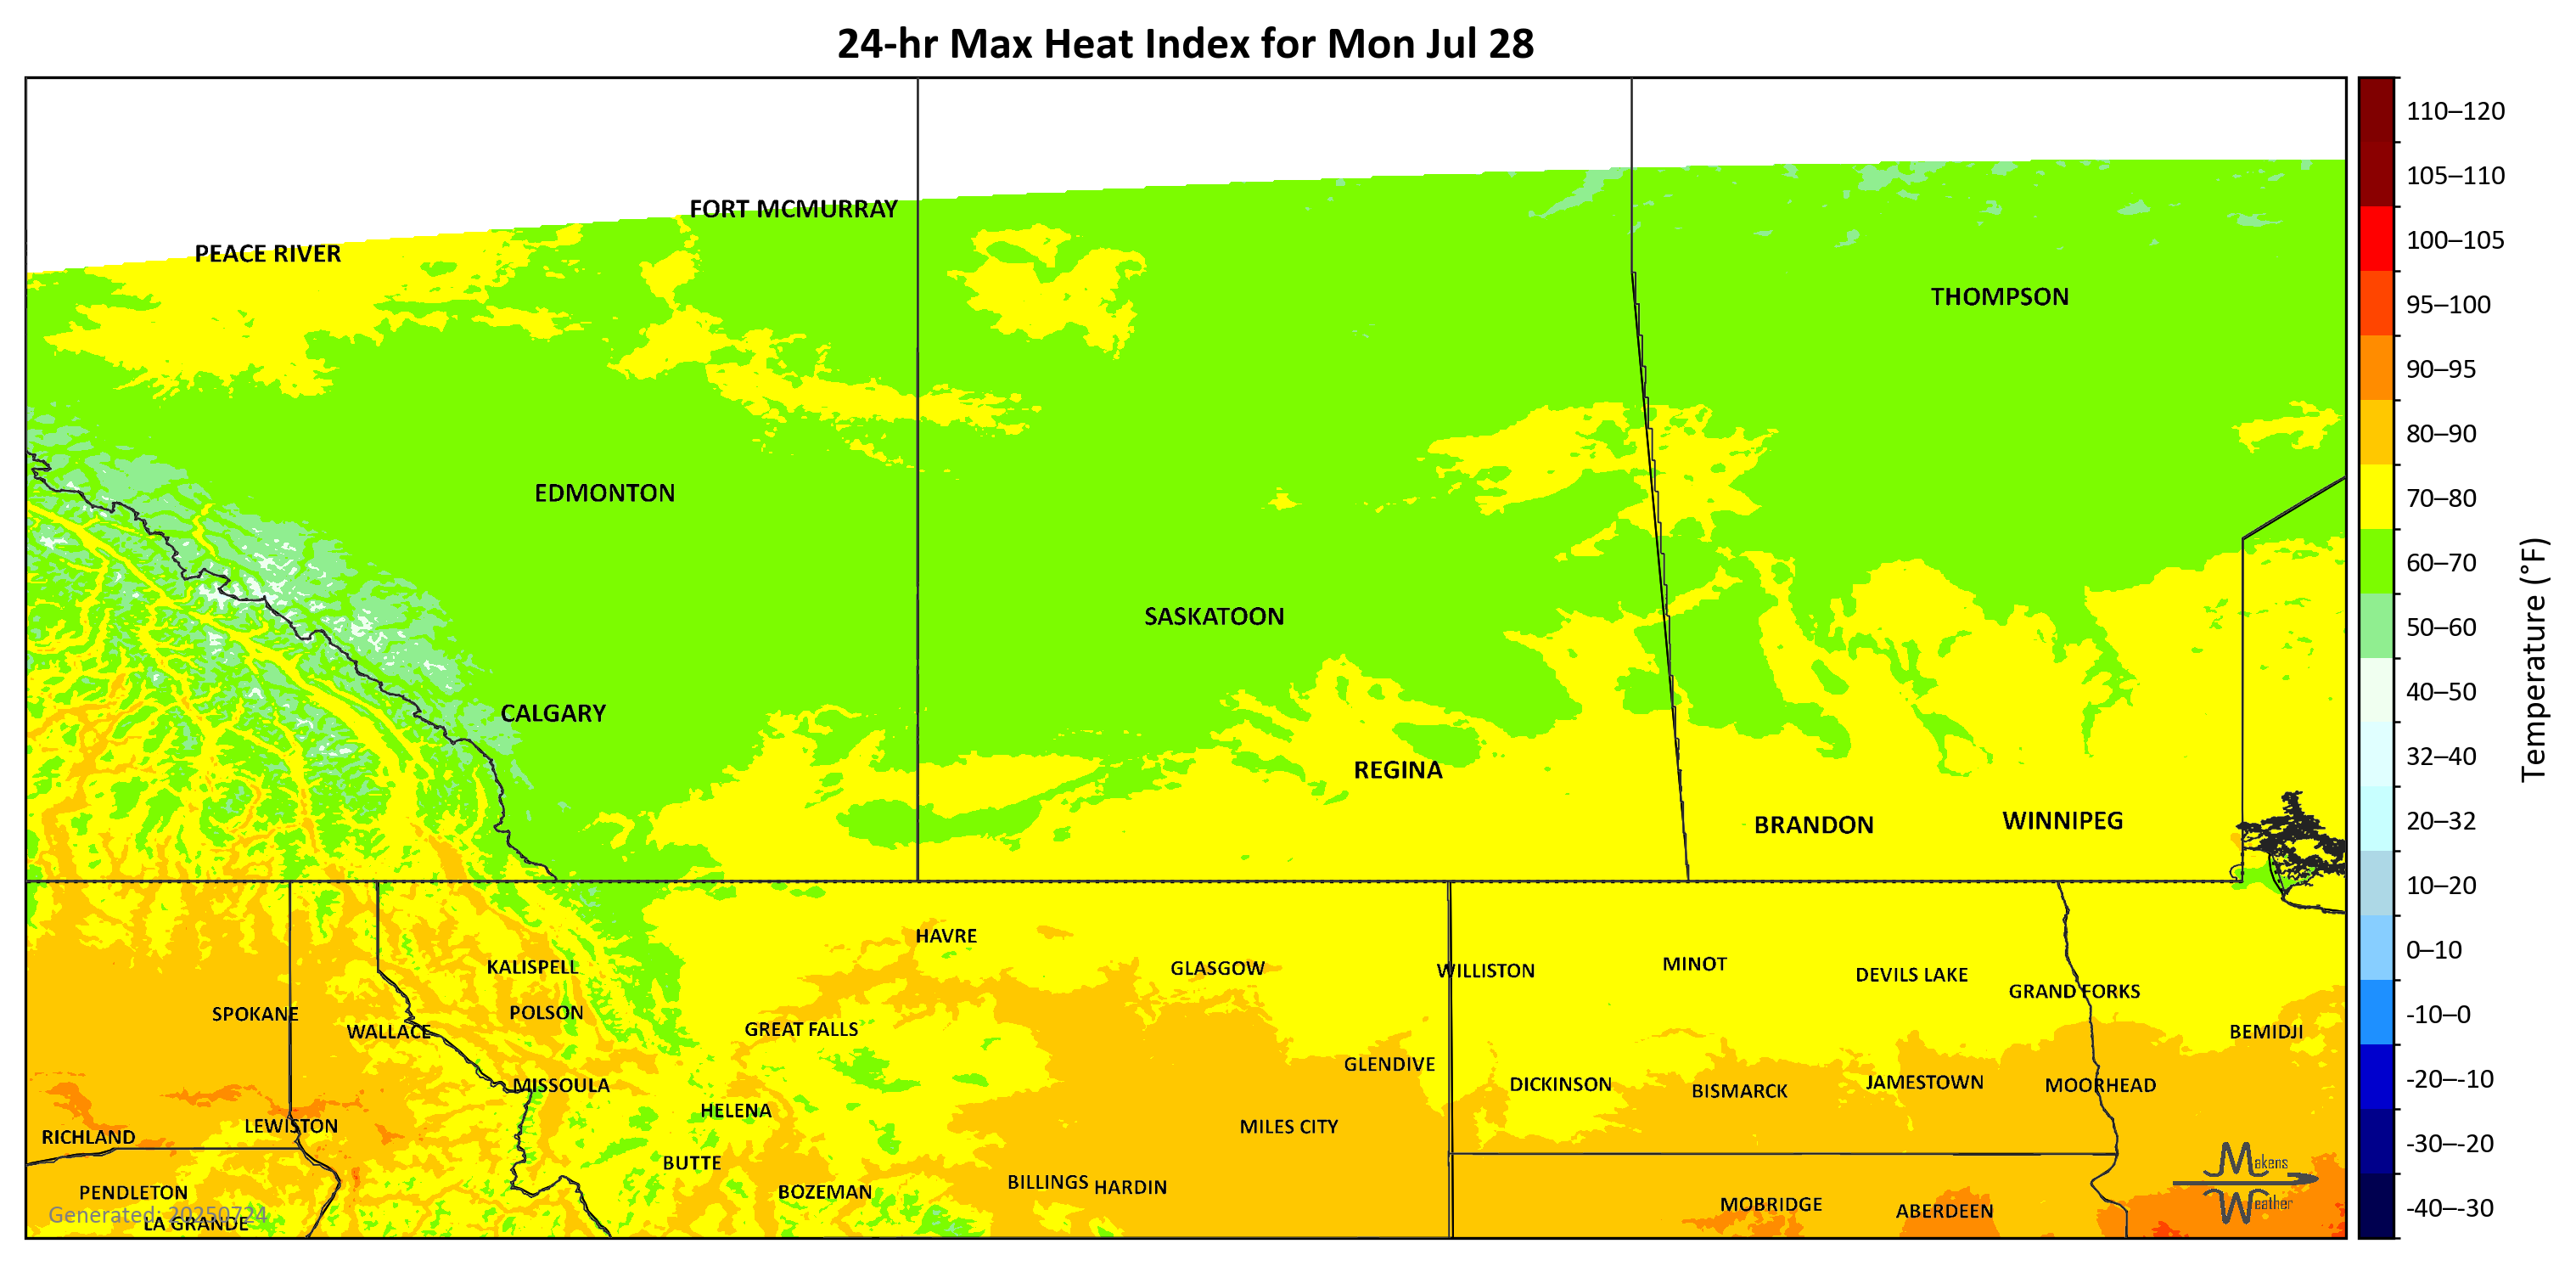 24-hr Max Heat Index for Mon Jul 28
FORT MCMURRAY
PEACE RIVER
THOMPSON
EDMONTON
SASKATOON
CALGARY
REGINA
BRANDON
WINNIPEG
HAVRE
KALISPELL
GLASGOW
WILLISTON
MINOT
DEVILS LAKE
GRAND FORKS
SPOKANE
POLSON
WALLACE
GREAT FALLS
BEMIDJI
GLENDIVE
MISSOULA
DICKINSON
BISMARCK
JAMESTOWN
MOORHEAD
HELENA
LEWISTON
MILES CITY
RICHLAND
BUTTE
PENDLETON
BOZEMAN
BILLINGS
HARDIN
MOBRIDGE
ABERDEEN
Generated: 20250724
LA GRANDE
Makens
Weather
110–120
105–110
100–105
95–100
90–95
80–90
70–80
60–70
50–60
40–50
32–40
20–32
10–20
0–10
-10–0
-20–-10
-30–-20
-40–-30
Temperature (°F)